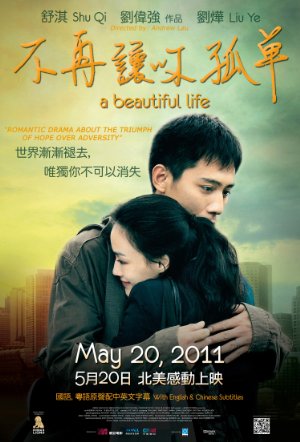 舒淇 Shu Qi 劉偉強 作品 劉燁 Liu Ye
Directed by: Andrew Lau
不再讓你孤單
a beautiful life
"ROMANTIC DRAMA ABOUT THE TRIUMPH
OF HOPE OVER ADVERSITY"
世界漸漸褪去,
唯獨你不可以消失
May 20, 2011
5月20日 北美感動上映
國語, 粵語原聲配中英文字幕 With English & Chinese Subtitles